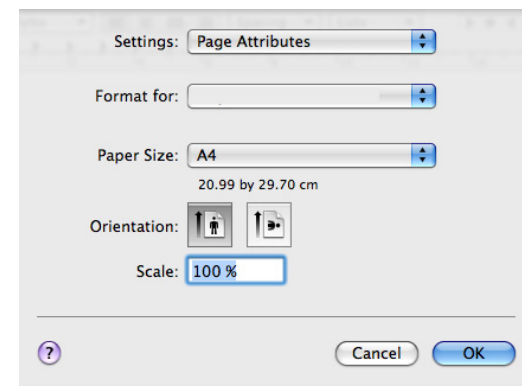 Settings: Page Attributes
Format for:
Paper Size: A4
20.99 by 29.70 cm
Orientation:
Scale: 100 %
?
Cancel OK